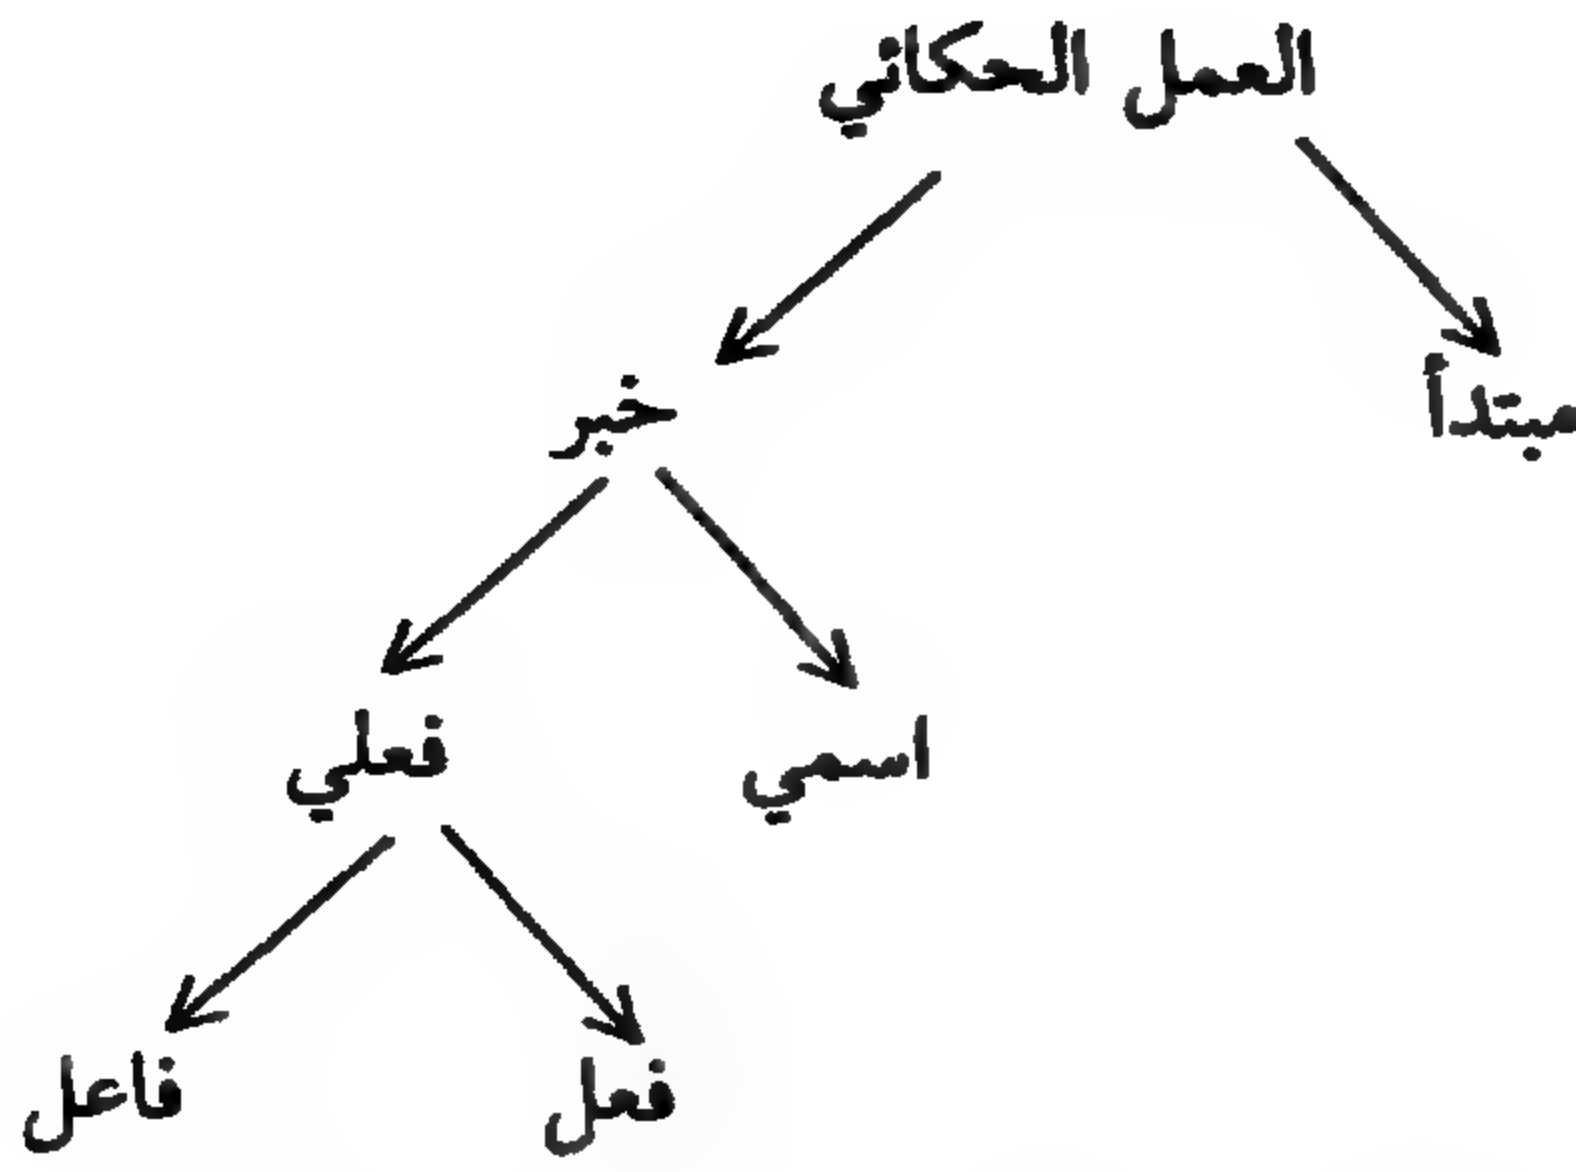 العمل الحكائي
مبتدأ
خبر
اسمي
فعلي
فعل
فاعل